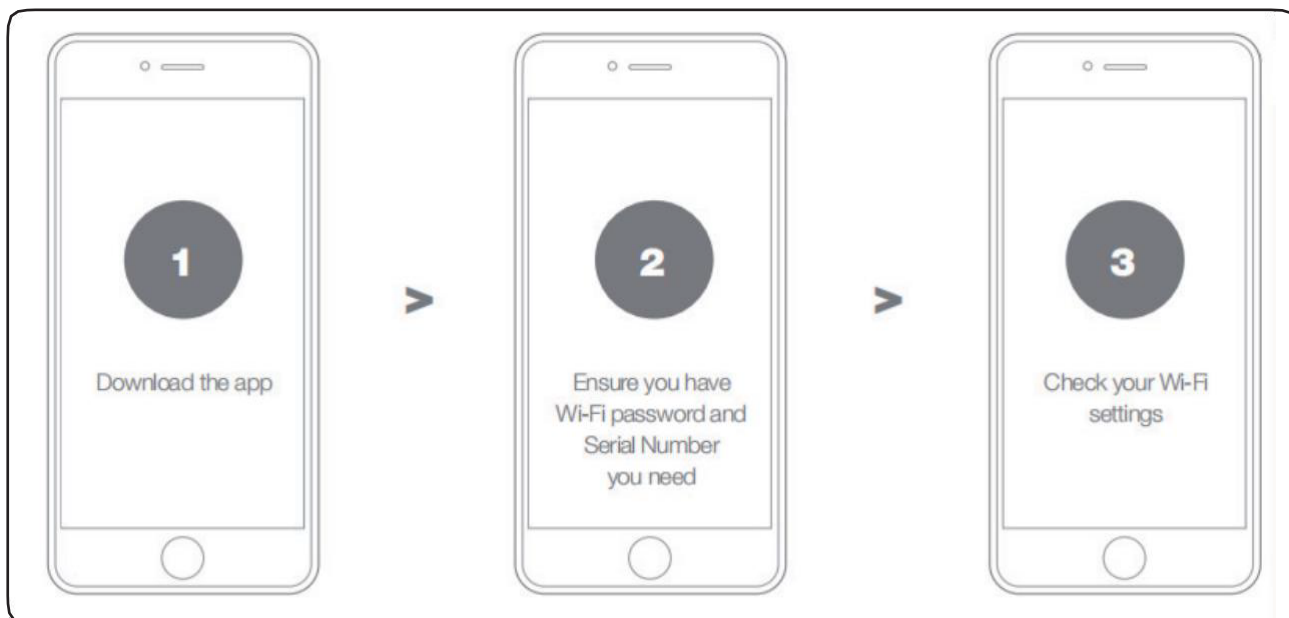 1
Download the app
>
2
Ensure you have
Wi-Fi password and
Serial Number
you need
>
3
Check your Wi-Fi
settings